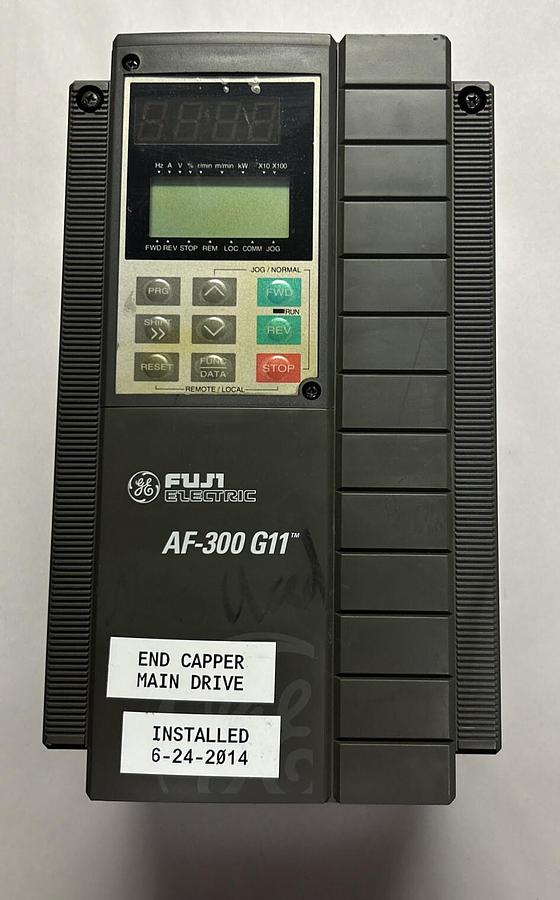 Hz A V % r/min m/min kW X10 X100
FWD REV STOP REM LOC COMM JOG
JOG / NORMAL
PRG
FWD
RUN
SHIFT
>>
REV
RESET
FUNC
DATA
STOP
REMOTE / LOCAL
GE
FUJI
ELECTRIC
AF-300 G11™
END CAPPER
MAIN DRIVE
INSTALLED
6-24-2014